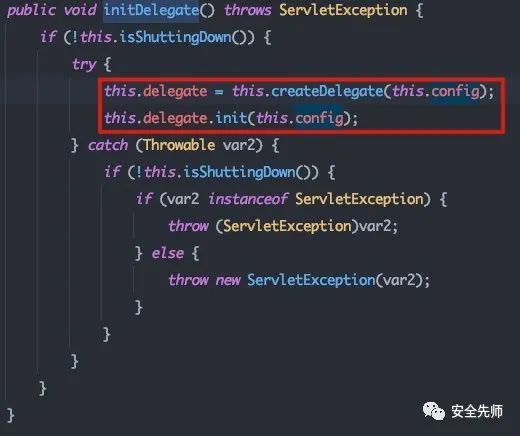 public void initDelegate() throws ServletException {
    if (!this.isShuttingDown()) {
        try {
            this.delegate = this.createDelegate(this.config);
            this.delegate.init(this.config);
        } catch (Throwable var2) {
            if (!this.isShuttingDown()) {
                if (var2 instanceof ServletException) {
                    throw (ServletException)var2;
                } else {
                    throw new ServletException(var2);
                }
            }
        }
    }
}
安全先师